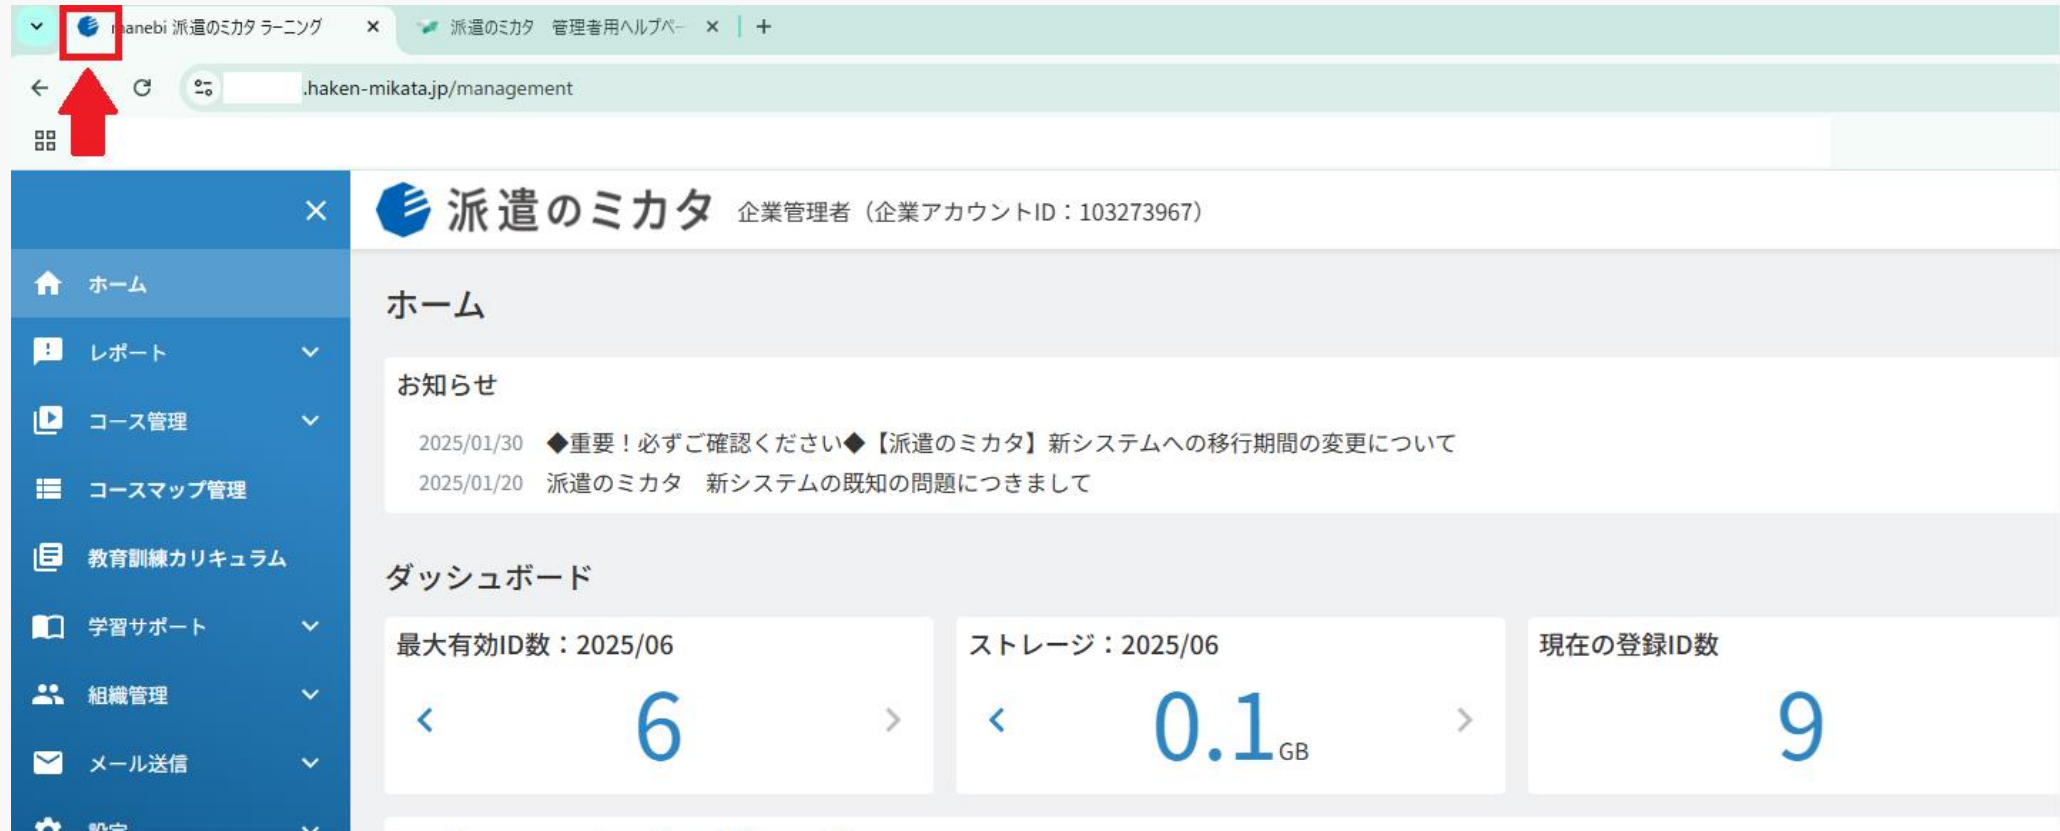 manebi 派遣のミカタ ラーニング
派遣のミカタ　管理者用ヘルプペー
.haken-mikata.jp/management
派遣のミカタ 企業管理者（企業アカウントID：103273967）
ホーム
レポート
コース管理
コースマップ管理
教育訓練カリキュラム
学習サポート
組織管理
メール送信
設定
ホーム
お知らせ
2025/01/30 ◆重要！必ずご確認ください◆【派遣のミカタ】新システムへの移行期間の変更について
2025/01/20 派遣のミカタ　新システムの既知の問題につきまして
ダッシュボード
最大有効ID数：2025/06
6
ストレージ：2025/06
0.1 GB
現在の登録ID数
9